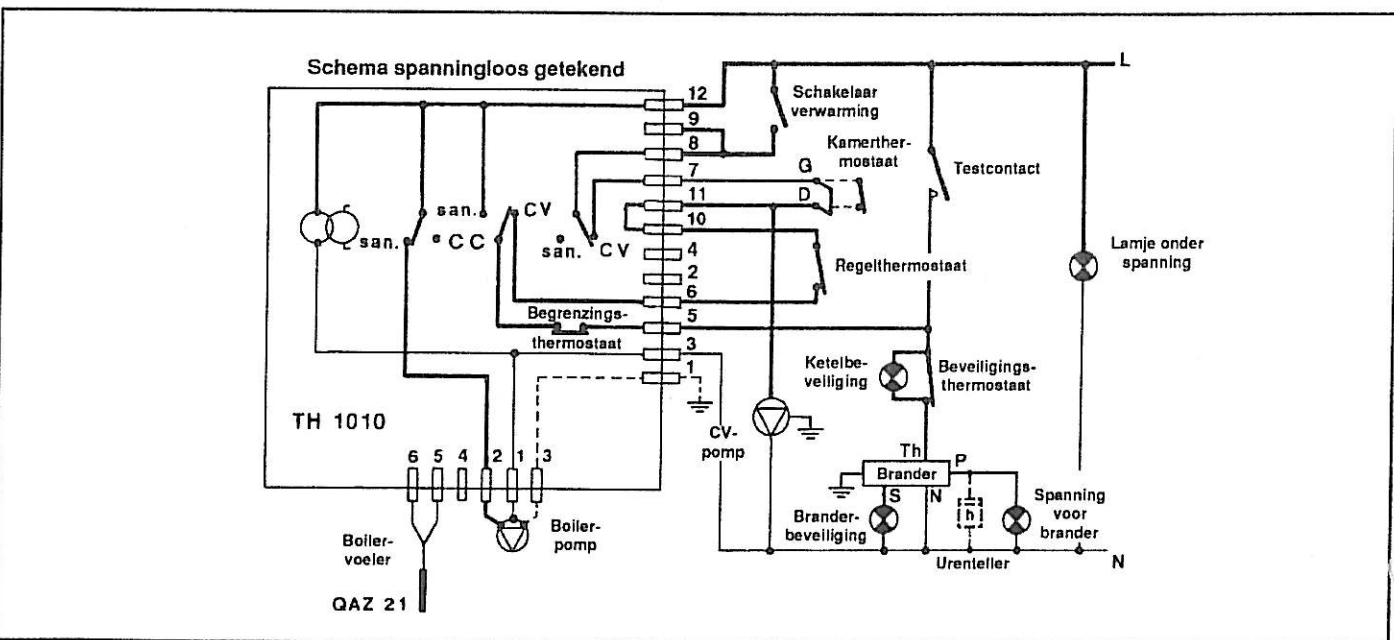 Schema spanningloos getekend
L
12
Schakelaar
verwarming
9
Kamerther-
mostaat
8
7
G
Testcontact
11
D
san.
CV
san.
CC
san.
CV
10
4
Regelthermostaat
Lamje onder
spanning
2
6
Begrenzings-
thermostaat
5
3
Ketelbe-
veiliging
Beveiligings-
thermostaat
1
TH 1010
CV-
pomp
Th
P
Brander
6
5
4
2
1
3
S
N
h
Spanning
voor
brander
Brander-
beveiliging
Boiler-
voeler
Boiler-
pomp
Urenteller
N
QAZ 21